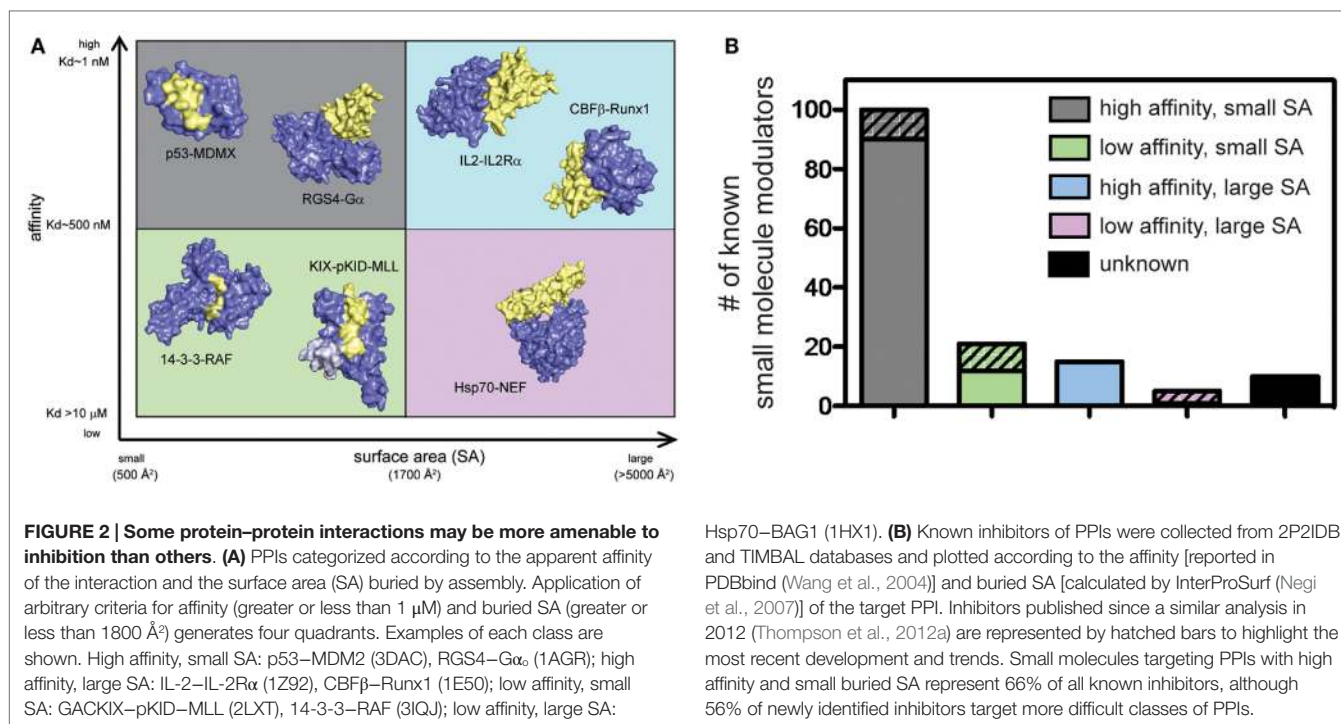 A
high
Kd~1 nM
affinity
Kd~500 nM
Kd >10 μM
low
p53-MDMX
RGS4-Gα
IL2-IL2Rα
CBFβ-Runx1
14-3-3-RAF
KIX-pKID-MLL
Hsp70-NEF
small
(500 Å²)
surface area (SA)
(1700 Å²)
large
(>5000 Å²)
B
# of known
small molecule modulators
100
80
60
40
20
0
high affinity, small SA
low affinity, small SA
high affinity, large SA
low affinity, large SA
unknown
FIGURE 2 | Some protein–protein interactions may be more amenable to
inhibition than others. (A) PPIs categorized according to the apparent affinity
of the interaction and the surface area (SA) buried by assembly. Application of
arbitrary criteria for affinity (greater or less than 1 μM) and buried SA (greater or
less than 1800 Å²) generates four quadrants. Examples of each class are
shown. High affinity, small SA: p53–MDM2 (3DAC), RGS4–Gαₒ (1AGR); high
affinity, large SA: IL-2–IL-2Rα (1Z92), CBFβ–Runx1 (1E50); low affinity, small
SA: GACKIX–pKID–MLL (2LXT), 14-3-3–RAF (3IQJ); low affinity, large SA:
Hsp70–BAG1 (1HX1). (B) Known inhibitors of PPIs were collected from 2P2IDB
and TIMBAL databases and plotted according to the affinity [reported in
PDBbind (Wang et al., 2004)] and buried SA [calculated by InterProSurf (Negi
et al., 2007)] of the target PPI. Inhibitors published since a similar analysis in
2012 (Thompson et al., 2012a) are represented by hatched bars to highlight the
most recent development and trends. Small molecules targeting PPIs with high
affinity and small buried SA represent 66% of all known inhibitors, although
56% of newly identified inhibitors target more difficult classes of PPIs.